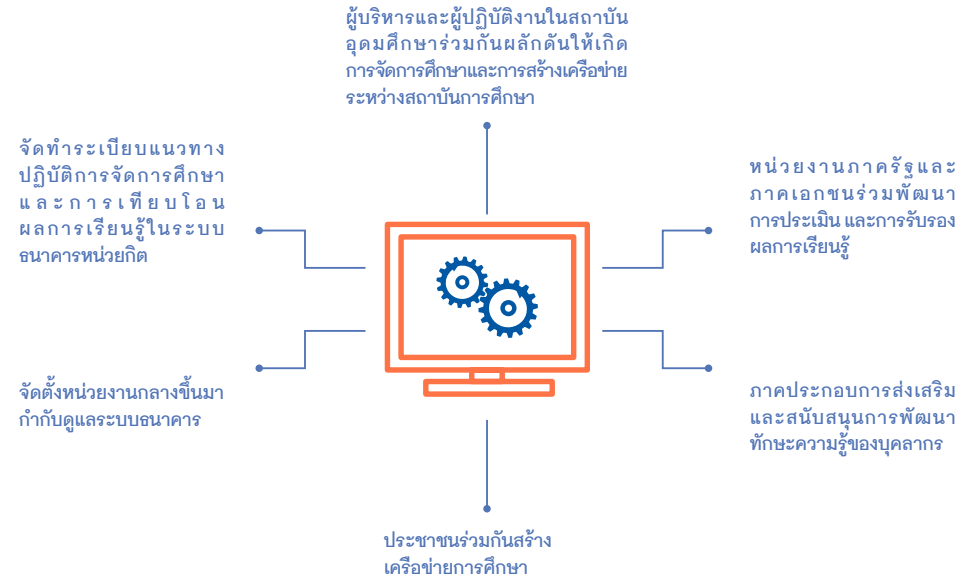 ผู้บริหารและผู้ปฏิบัติงานในสถาบัน
อุดมศึกษาร่วมกันผลักดันให้เกิด
การจัดการศึกษาและการสร้างเครือข่าย
ระหว่างสถาบันการศึกษา
จัดทำระเบียบแนวทาง
ปฏิบัติการจัดการศึกษา
และการเทียบโอน
ผลการเรียนรู้ในระบบ
ธนาคารหน่วยกิต
หน่วยงานภาครัฐและ
ภาคเอกชนร่วมพัฒนา
การประเมิน และการรับรอง
ผลการเรียนรู้
จัดตั้งหน่วยงานกลางขึ้นมา
กำกับดูแลระบบธนาคาร
ภาคประกอบการส่งเสริม
และสนับสนุนการพัฒนา
ทักษะความรู้ของบุคลากร
ประชาชนร่วมกันสร้าง
เครือข่ายการศึกษา